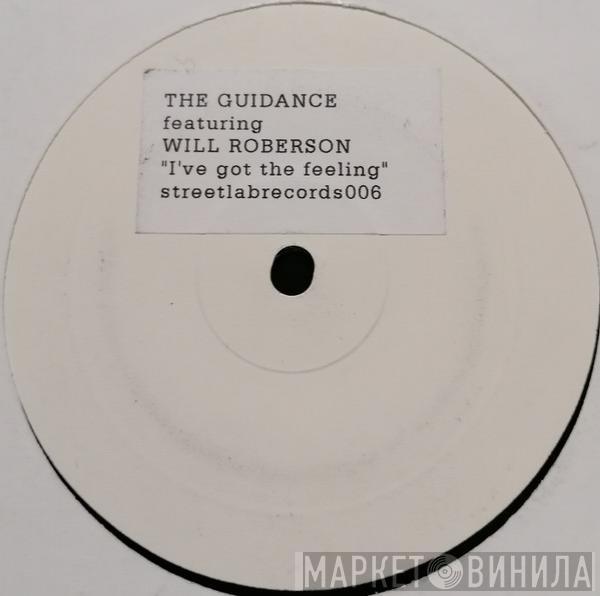 THE GUIDANCE
featuring
WILL ROBERSON
"I've got the feeling"
streetlabrecords006
МАРКЕТ ВИНИЛА